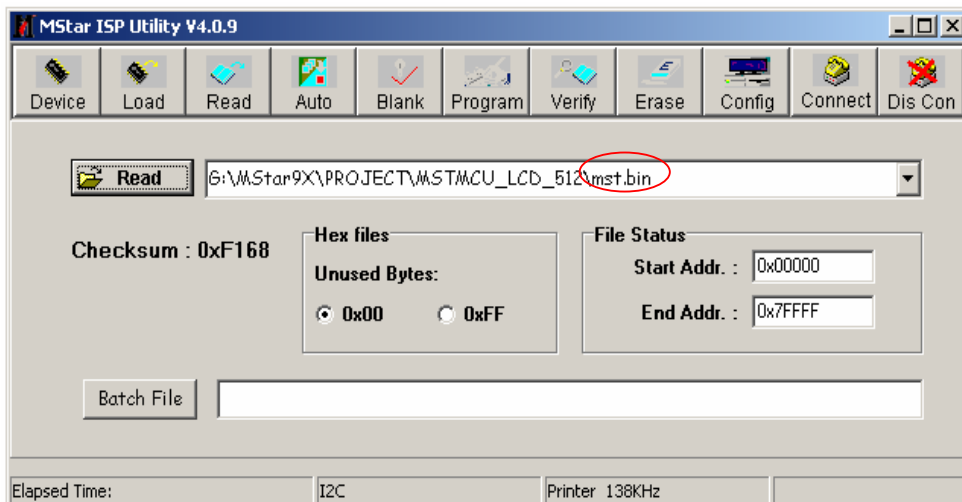 MStar ISP Utility V4.0.9
Device Load Read Auto Blank Program Verify Erase Config Connect Dis Con
Read G:\MStar9X\PROJECT\MSTMCU_LCD_512\mst.bin
Checksum : 0xF168
Hex files
Unused Bytes:
0x00 0xFF
File Status
Start Addr. : 0x00000
End Addr. : 0x7FFFF
Batch File
Elapsed Time: I2C Printer 138KHz